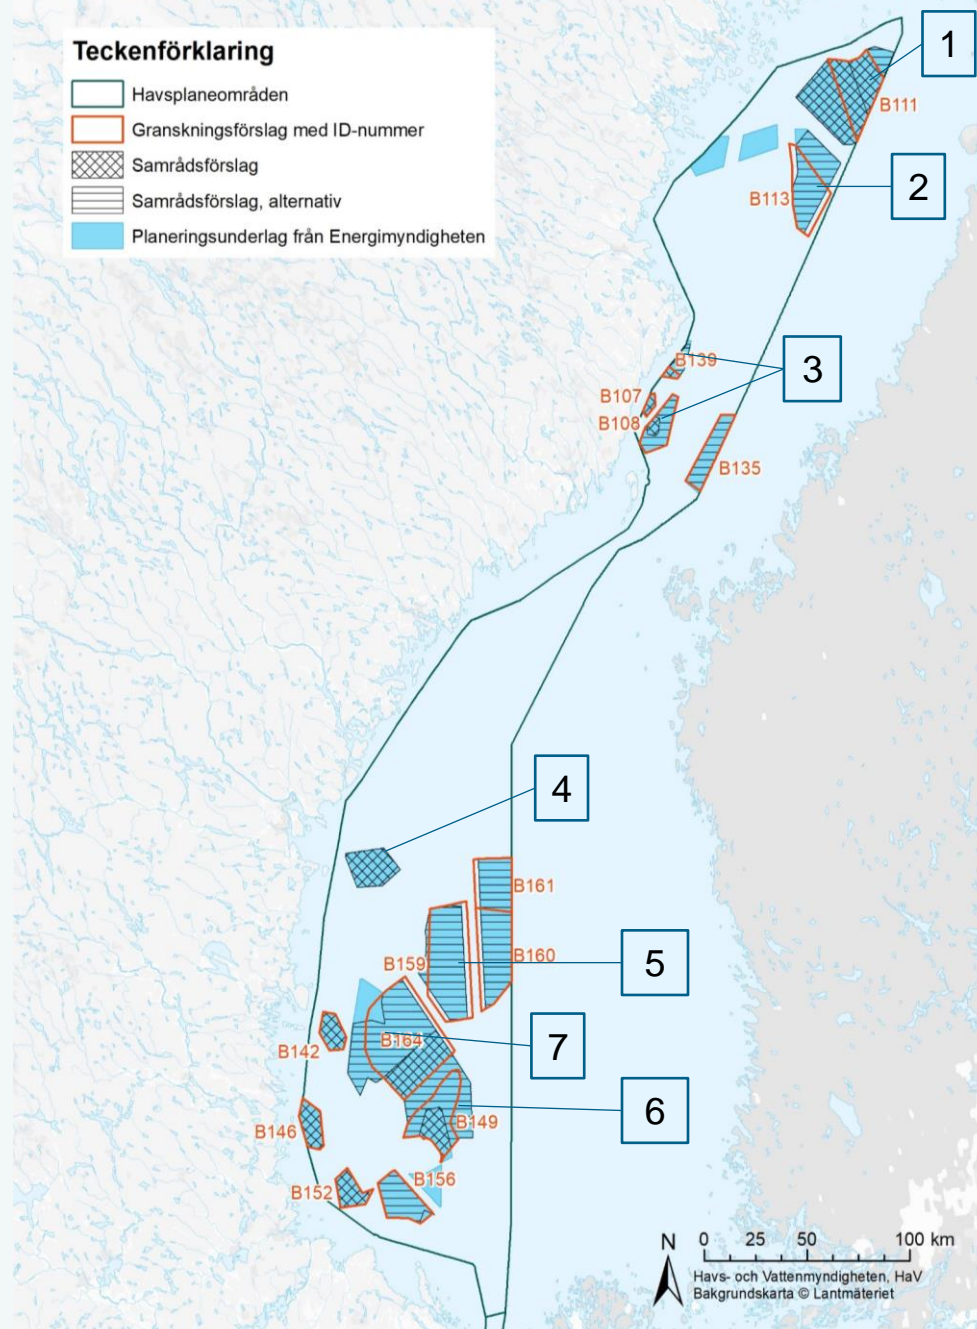 Teckenförklaring
Havsplaneområden
Granskningsförslag med ID-nummer
Samrådsförslag
Samrådsförslag, alternativ
Planeringsunderlag från Energimyndigheten
1
B111
2
B113
3
B139
B107
B108
B135
4
B161
B160
5
B159
7
B164
B142
6
B149
B146
B156
B152
N
0 25 50 100 km
Havs- och Vattenmyndigheten, HaV
Bakgrundskarta © Lantmäteriet